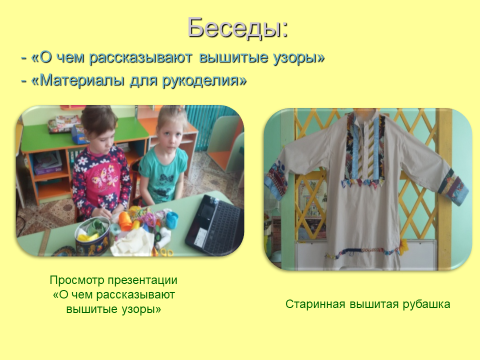 Беседы:
- «О чем рассказывают вышитые узоры»
- «Материалы для рукоделия»
Просмотр презентации
«О чем рассказывают
вышитые узоры»
Старинная вышитая рубашка